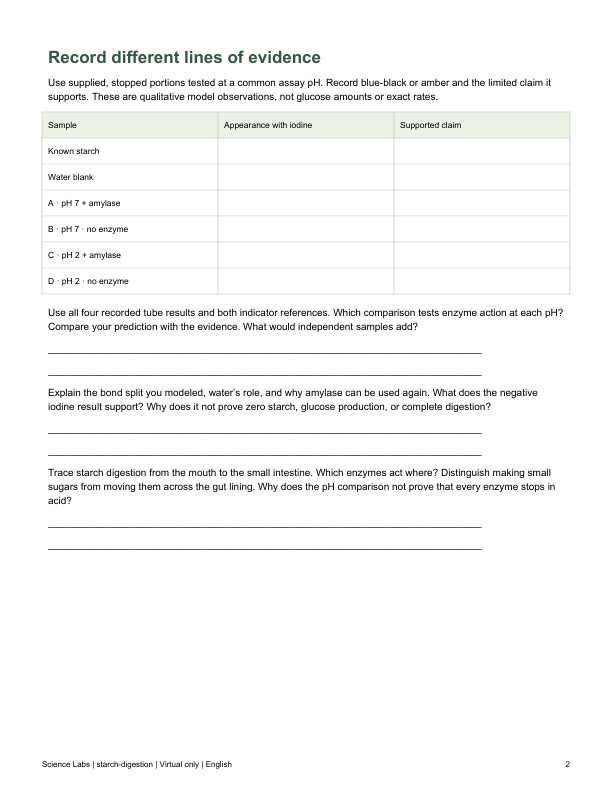 Record different lines of evidence
Use supplied, stopped portions tested at a common assay pH. Record blue-black or amber and the limited claim it
supports. These are qualitative model observations, not glucose amounts or exact rates.
Sample Appearance with iodine Supported claim
Known starch
Water blank
A · pH 7 + amylase
B · pH 7 · no enzyme
C · pH 2 + amylase
D · pH 2 · no enzyme
Use all four recorded tube results and both indicator references. Which comparison tests enzyme action at each pH?
Compare your prediction with the evidence. What would independent samples add?
Explain the bond split you modeled, water’s role, and why amylase can be used again. What does the negative
iodine result support? Why does it not prove zero starch, glucose production, or complete digestion?
Trace starch digestion from the mouth to the small intestine. Which enzymes act where? Distinguish making small
sugars from moving them across the gut lining. Why does the pH comparison not prove that every enzyme stops in
acid?
Science Labs | starch-digestion | Virtual only | English 2